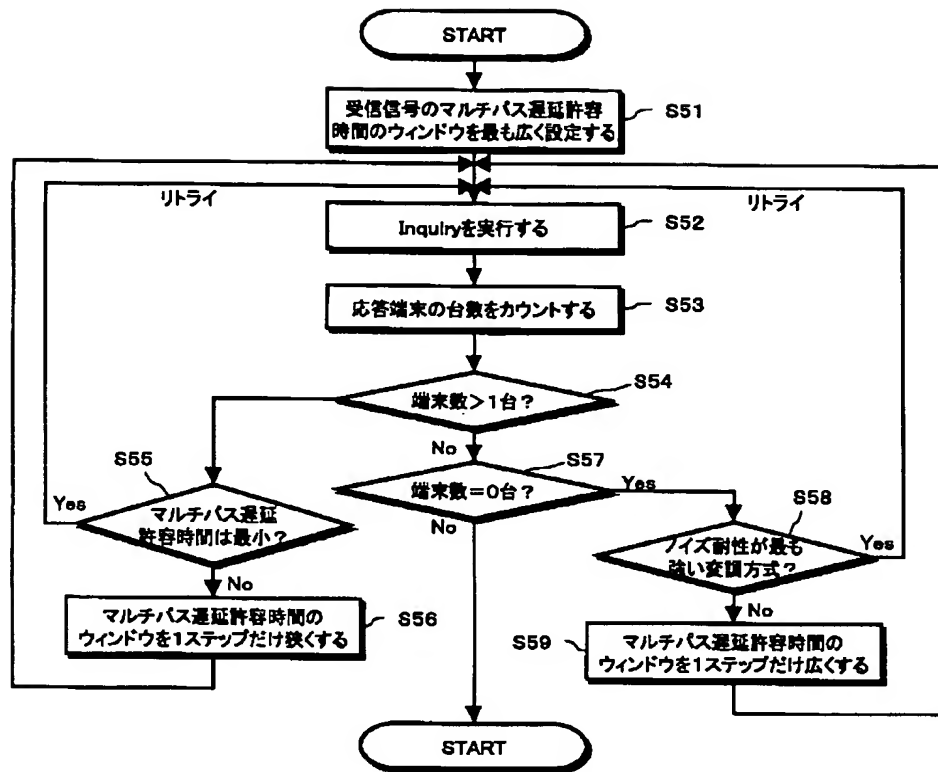 START
受信信号のマルチパス遅延許容
時間のウィンドウを最も広く設定する
S51
リトライ
リトライ
Inquiryを実行する
S52
応答端末の台数をカウントする
S53
端末数>1台?
S54
No
S55
Yes
マルチパス遅延
許容時間は最小?
No
端末数=0台?
S57
Yes
No
S58
ノイズ耐性が最も
強い変調方式?
Yes
No
マルチパス遅延許容時間の
ウィンドウを1ステップだけ狭くする
S56
S59
マルチパス遅延許容時間の
ウィンドウを1ステップだけ広くする
START